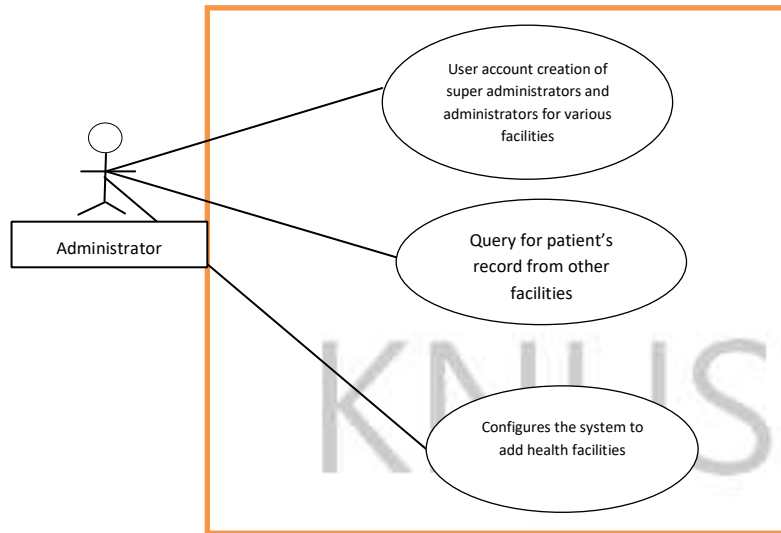 User account creation of
super administrators and
administrators for various
facilities
Administrator
Query for patient’s
record from other
facilities
KNUS
Configures the system to
add health facilities